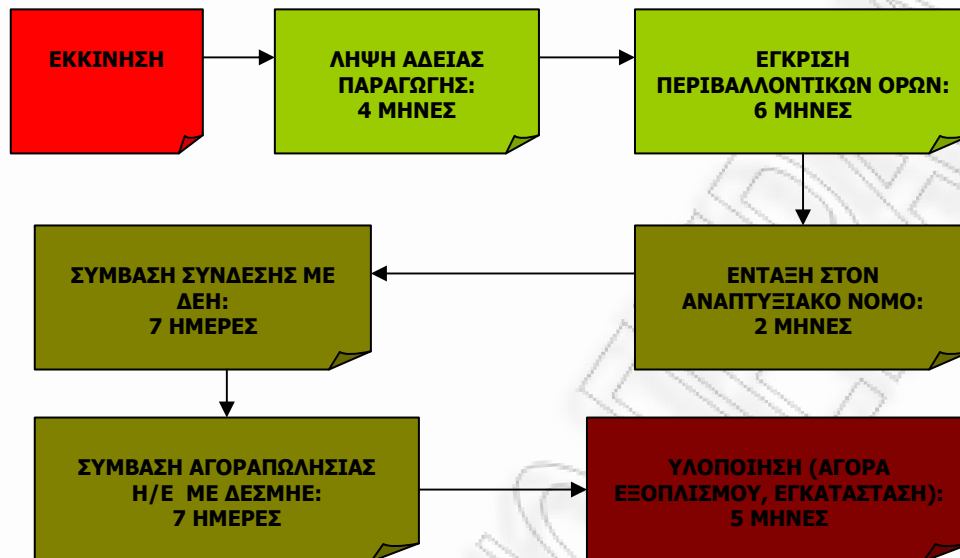 ΕΚΚΙΝΗΣΗ
ΛΗΨΗ ΑΔΕΙΑΣ
ΠΑΡΑΓΩΓΗΣ:
4 ΜΗΝΕΣ
ΕΓΚΡΙΣΗ
ΠΕΡΙΒΑΛΛΟΝΤΙΚΩΝ ΟΡΩΝ:
6 ΜΗΝΕΣ
ΕΝΤΑΞΗ ΣΤΟΝ
ΑΝΑΠΤΥΞΙΑΚΟ ΝΟΜΟ:
2 ΜΗΝΕΣ
ΣΥΜΒΑΣΗ ΣΥΝΔΕΣΗΣ ΜΕ
ΔΕΗ:
7 ΗΜΕΡΕΣ
ΣΥΜΒΑΣΗ ΑΓΟΡΑΠΩΛΗΣΙΑΣ
Η/Ε ΜΕ ΔΕΣΜΗΕ:
7 ΗΜΕΡΕΣ
ΥΛΟΠΟΙΗΣΗ (ΑΓΟΡΑ
ΕΞΟΠΛΙΣΜΟΥ, ΕΓΚΑΤΑΣΤΑΣΗ):
5 ΜΗΝΕΣ